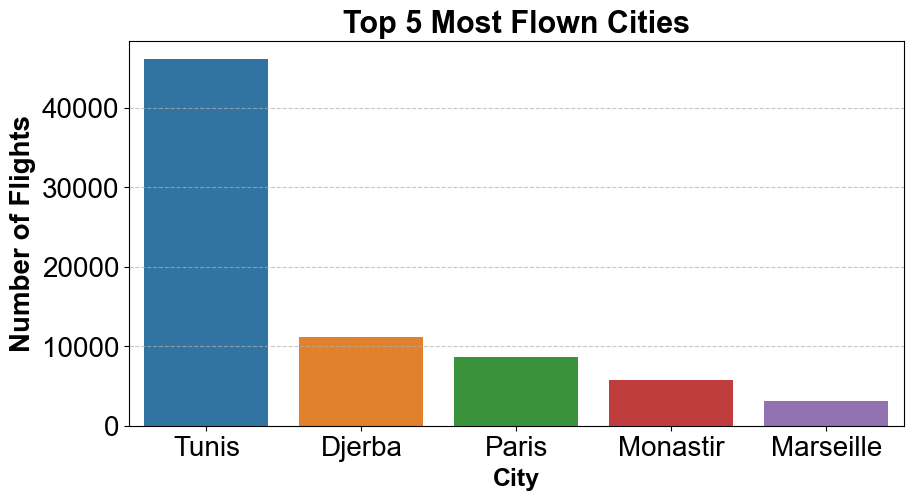 Top 5 Most Flown Cities
Number of Flights
40000
30000
20000
10000
0
Tunis Djerba Paris Monastir Marseille
City